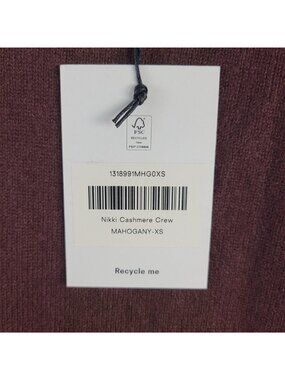 FSC
RECYCLED
1318991MHG0XS
Nikki Cashmere Crew
MAHOGANY-XS
Recycle me